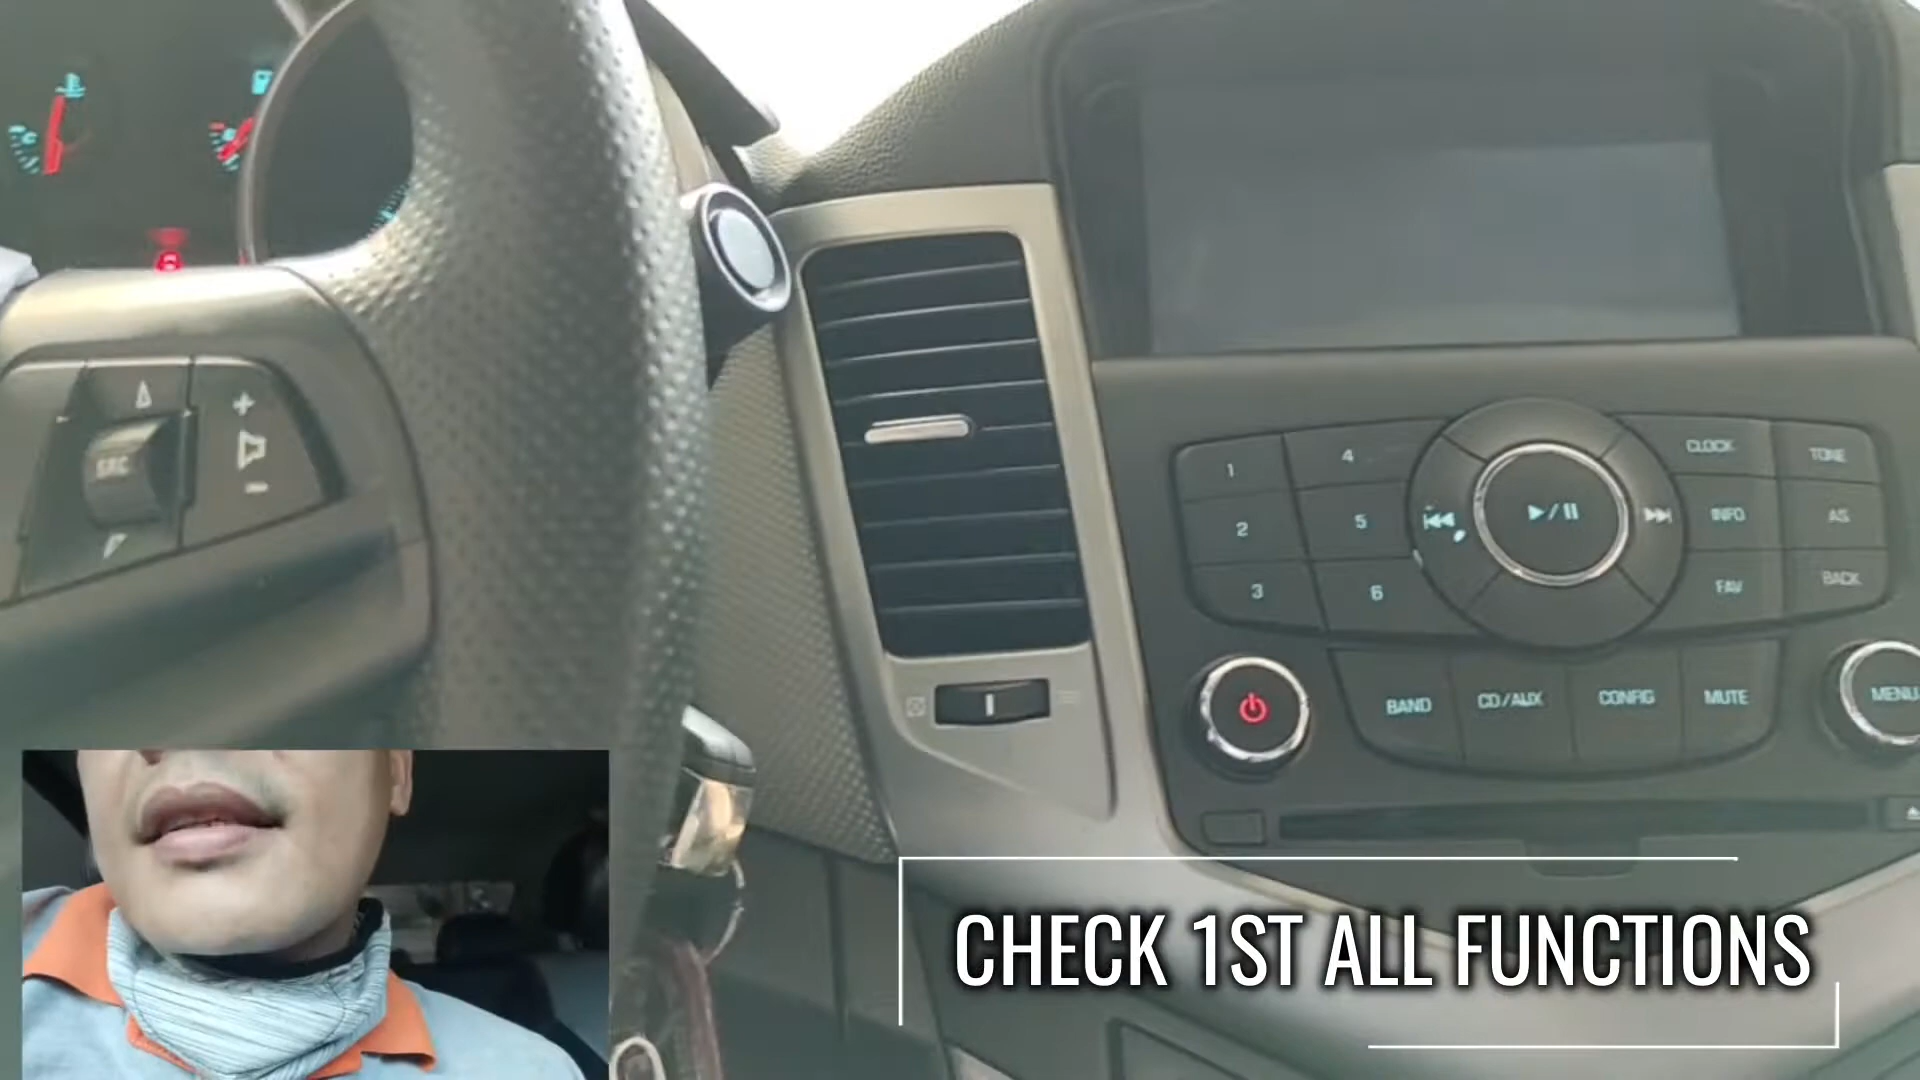 SRC
+
-
1
4
2
5
3
6
CLOCK
TONE
INFO
AS
FAV
BACK
BAND
CD/AUX
CONFIG
MUTE
MENU
CHECK 1ST ALL FUNCTIONS